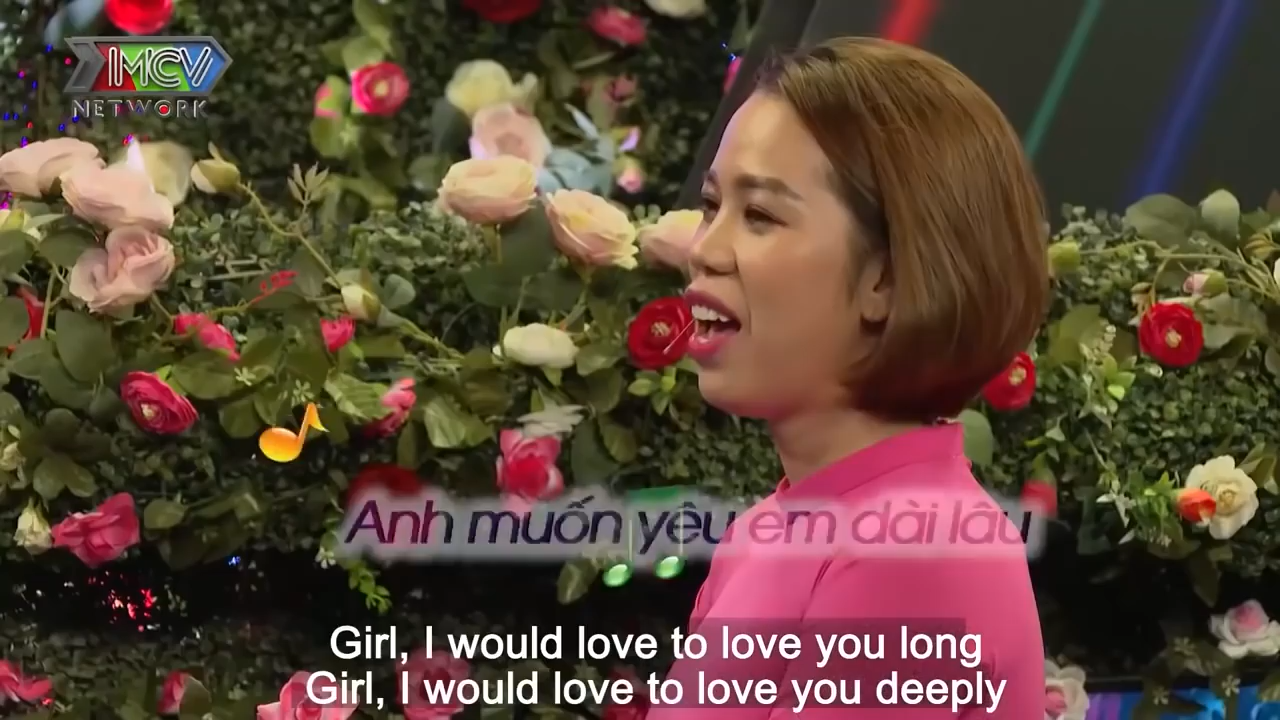 MCV
NETWORK
Anh muốn yêu em dài lâu
Girl, I would love to love you long
Girl, I would love to love you deeply